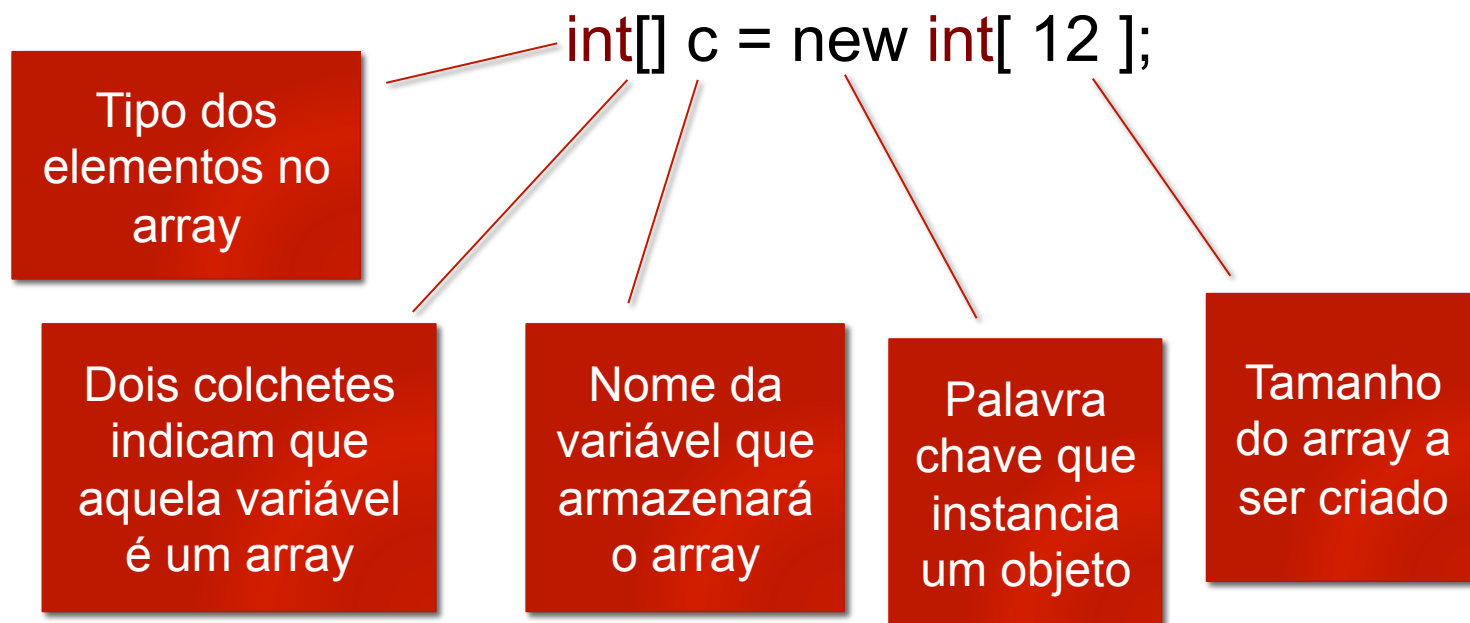 int[] c = new int[ 12 ];
Tipo dos
elementos no
array
Dois colchetes
indicam que
aquela variável
é um array
Nome da
variável que
armazenará
o array
Palavra
chave que
instancia
um objeto
Tamanho
do array a
ser criado